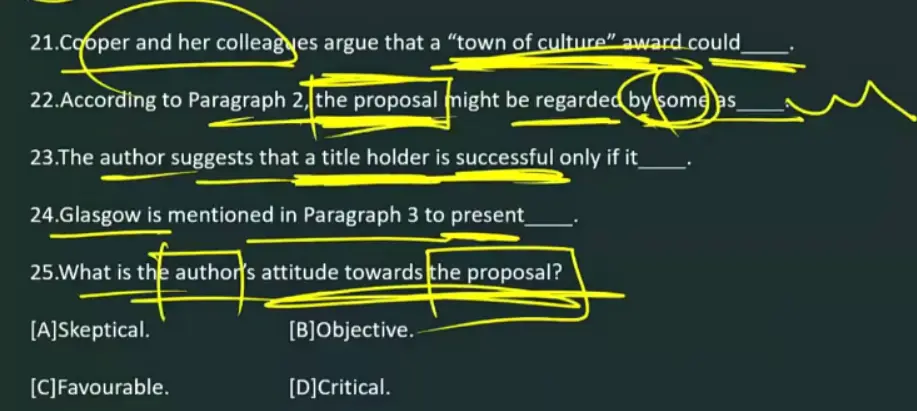 21.Cooper and her colleagues argue that a “town of culture” award could____.
22.According to Paragraph 2, the proposal might be regarded by some as____.
23.The author suggests that a title holder is successful only if it____.
24.Glasgow is mentioned in Paragraph 3 to present____.
25.What is the author's attitude towards the proposal?
[A]Skeptical. [B]Objective.
[C]Favourable. [D]Critical.